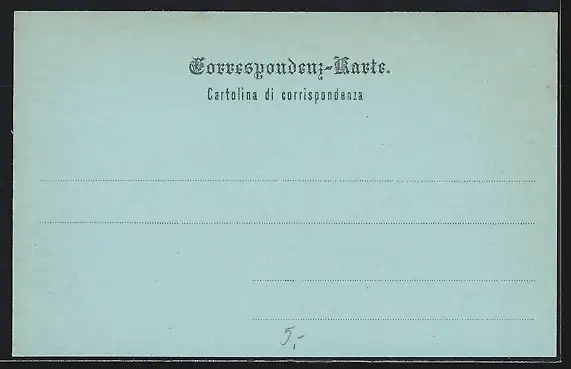 Correspondenz-Karte.
Cartolina di corrispondenza
5,-